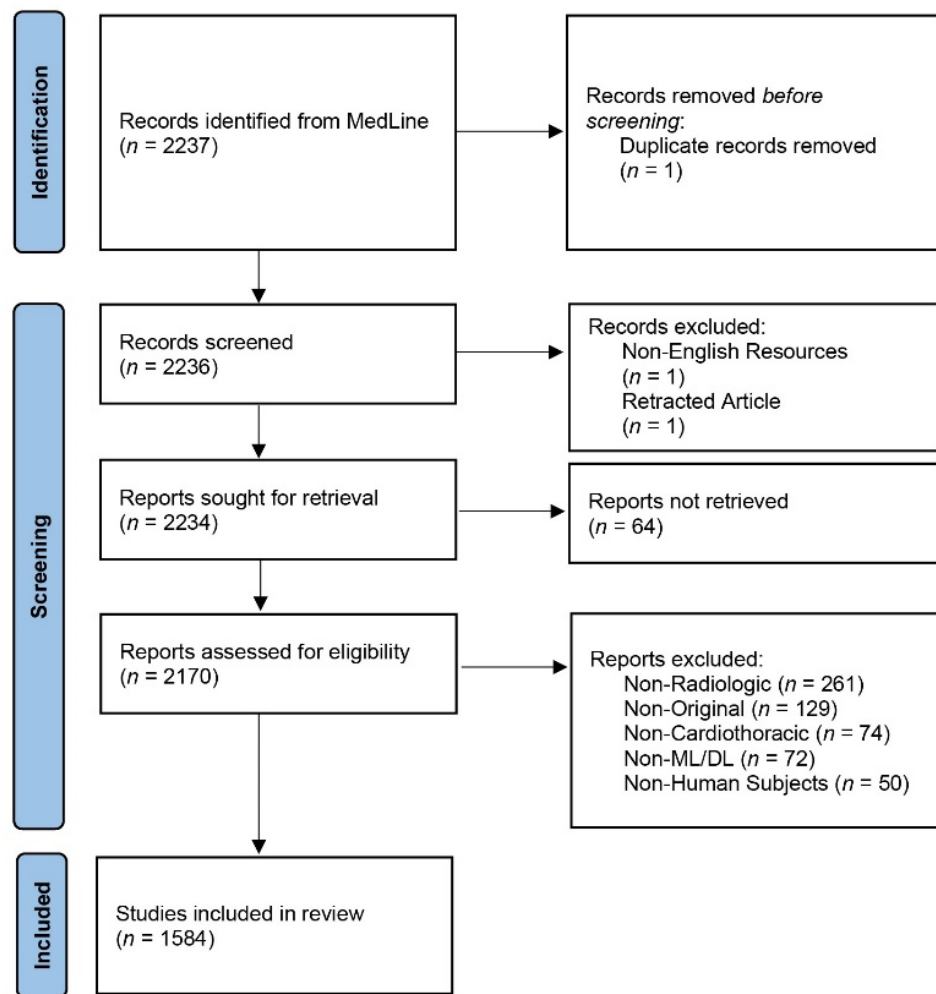 Identification
Records identified from MedLine
(n = 2237)
Records removed before
screening:
Duplicate records removed
(n = 1)
Screening
Records screened
(n = 2236)
Records excluded:
Non-English Resources
(n = 1)
Retracted Article
(n = 1)
Reports sought for retrieval
(n = 2234)
Reports not retrieved
(n = 64)
Reports assessed for eligibility
(n = 2170)
Reports excluded:
Non-Radiologic (n = 261)
Non-Original (n = 129)
Non-Cardiothoracic (n = 74)
Non-ML/DL (n = 72)
Non-Human Subjects (n = 50)
Included
Studies included in review
(n = 1584)